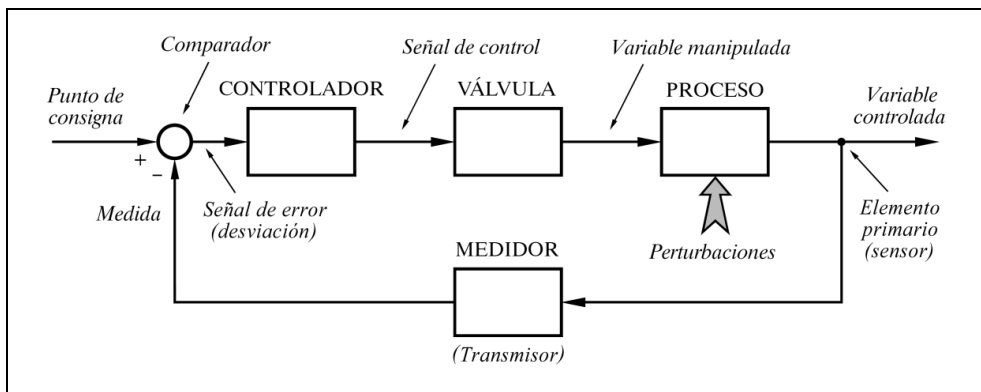 Comparador
Señal de control
Variable manipulada
CONTROLADOR
VÁLVULA
PROCESO
Punto de
consigna
Variable
controlada
+
−
Medida
Señal de error
(desviación)
Elemento
primario
(sensor)
Perturbaciones
MEDIDOR
(Transmisor)